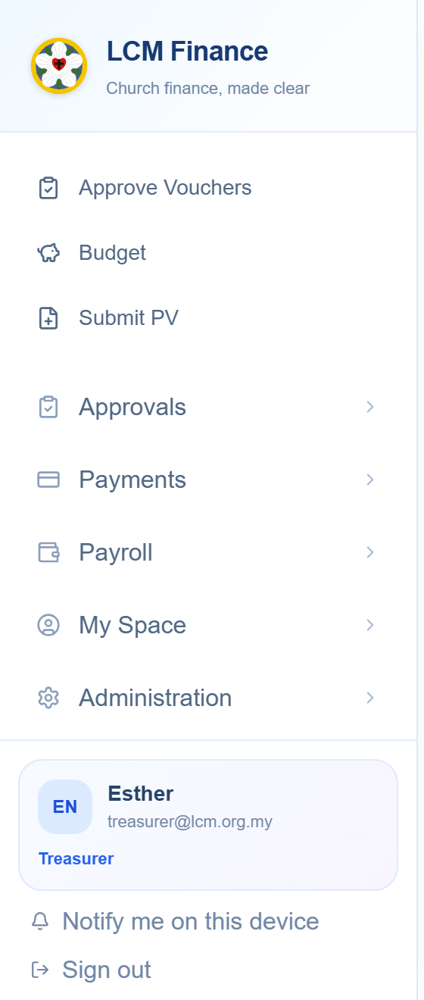 LCM Finance
Church finance, made clear
Approve Vouchers
Budget
Submit PV
Approvals
Payments
Payroll
My Space
Administration
EN
Esther
treasurer@lcm.org.my
Treasurer
Notify me on this device
Sign out